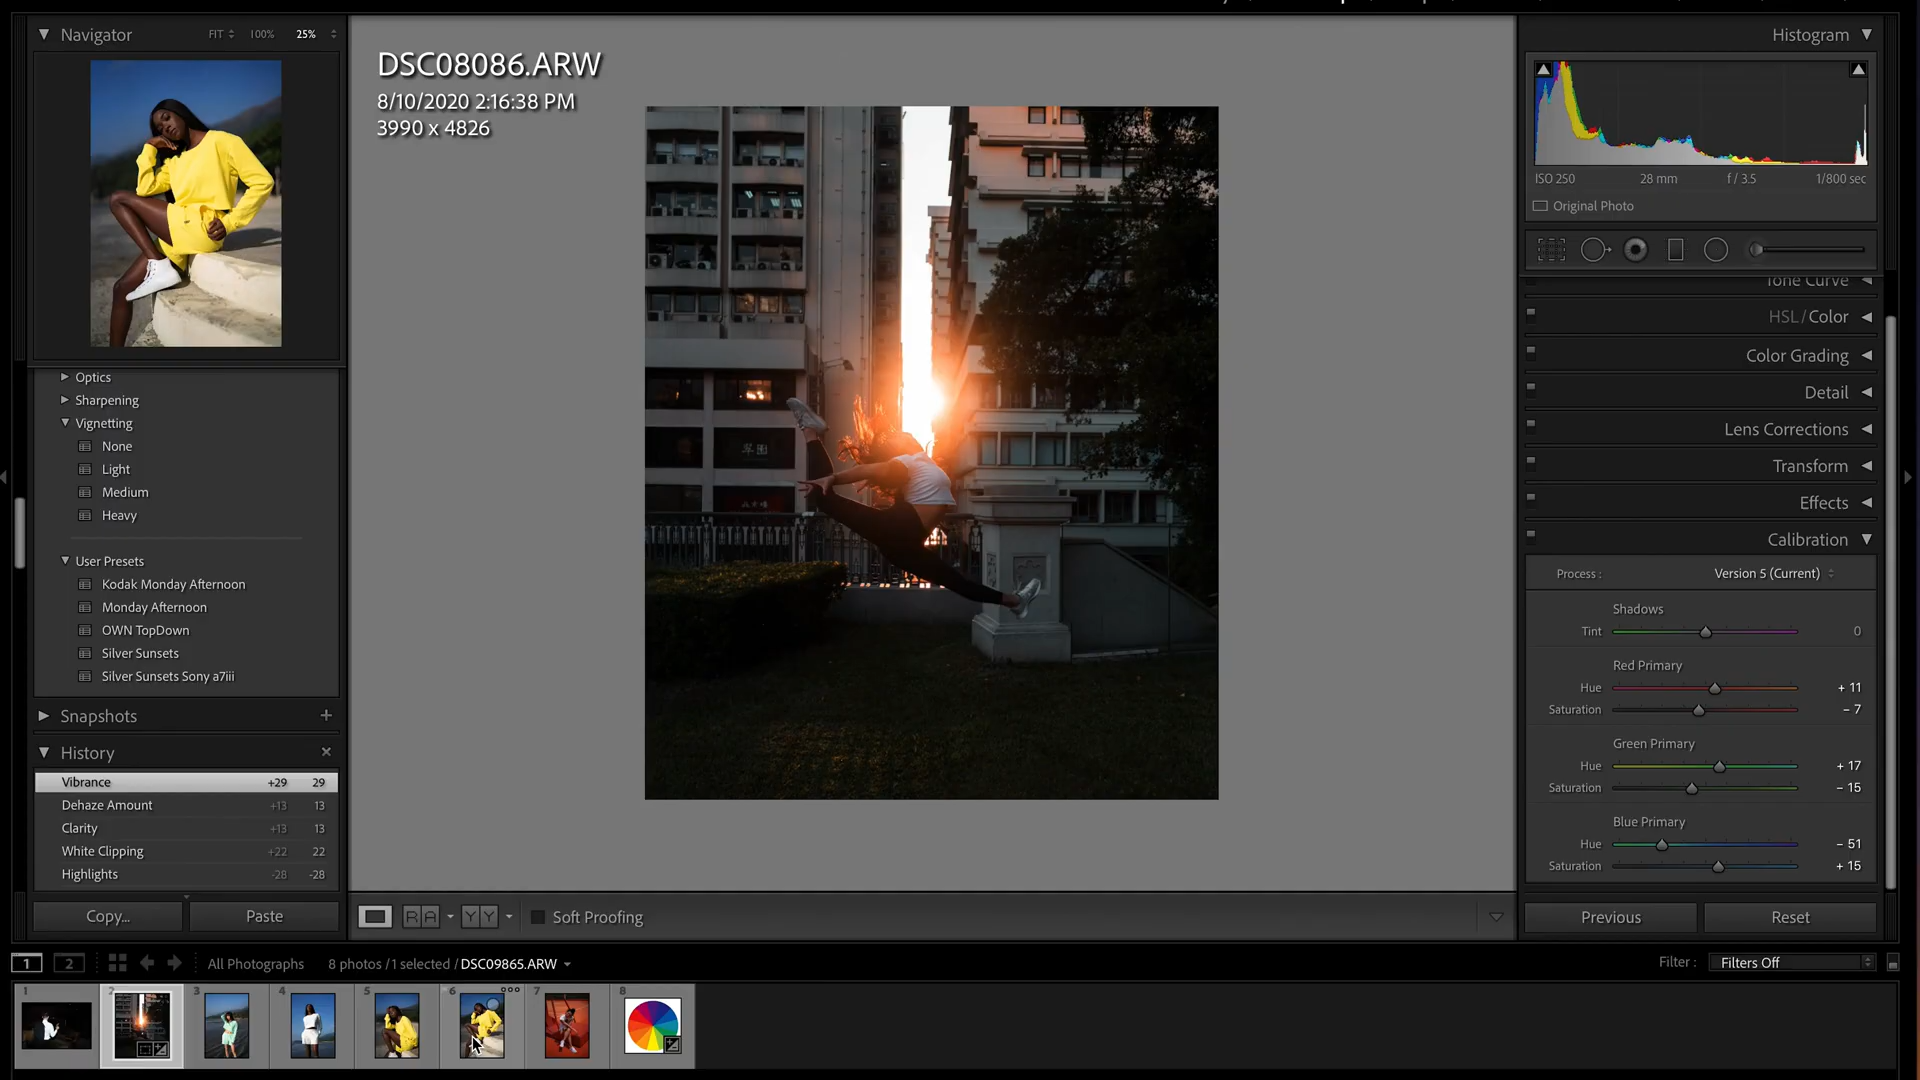 Navigator
FIT
100%
25%
Optics
Sharpening
Vignetting
None
Light
Medium
Heavy
User Presets
Kodak Monday Afternoon
Monday Afternoon
OWN TopDown
Silver Sunsets
Silver Sunsets Sony a7iii
Snapshots +
History ×
Vibrance +29 29
Dehaze Amount +13 13
Clarity +13 13
White Clipping +22 22
Highlights -28 -28
Copy...
Paste
DSC08086.ARW
8/10/2020 2:16:38 PM
3990 x 4826
R A
Y Y
Soft Proofing
Histogram
ISO 250 28 mm f / 3.5 1/800 sec
Original Photo
Tone Curve
HSL / Color
Color Grading
Detail
Lens Corrections
Transform
Effects
Calibration
Process : Version 5 (Current)
Shadows
Tint 0
Red Primary
Hue + 11
Saturation – 7
Green Primary
Hue + 17
Saturation – 15
Blue Primary
Hue – 51
Saturation + 15
Previous
Reset
1
2
All Photographs
8 photos / 1 selected / DSC09865.ARW
Filter : Filters Off
1
2
3
4
5
6
7
8